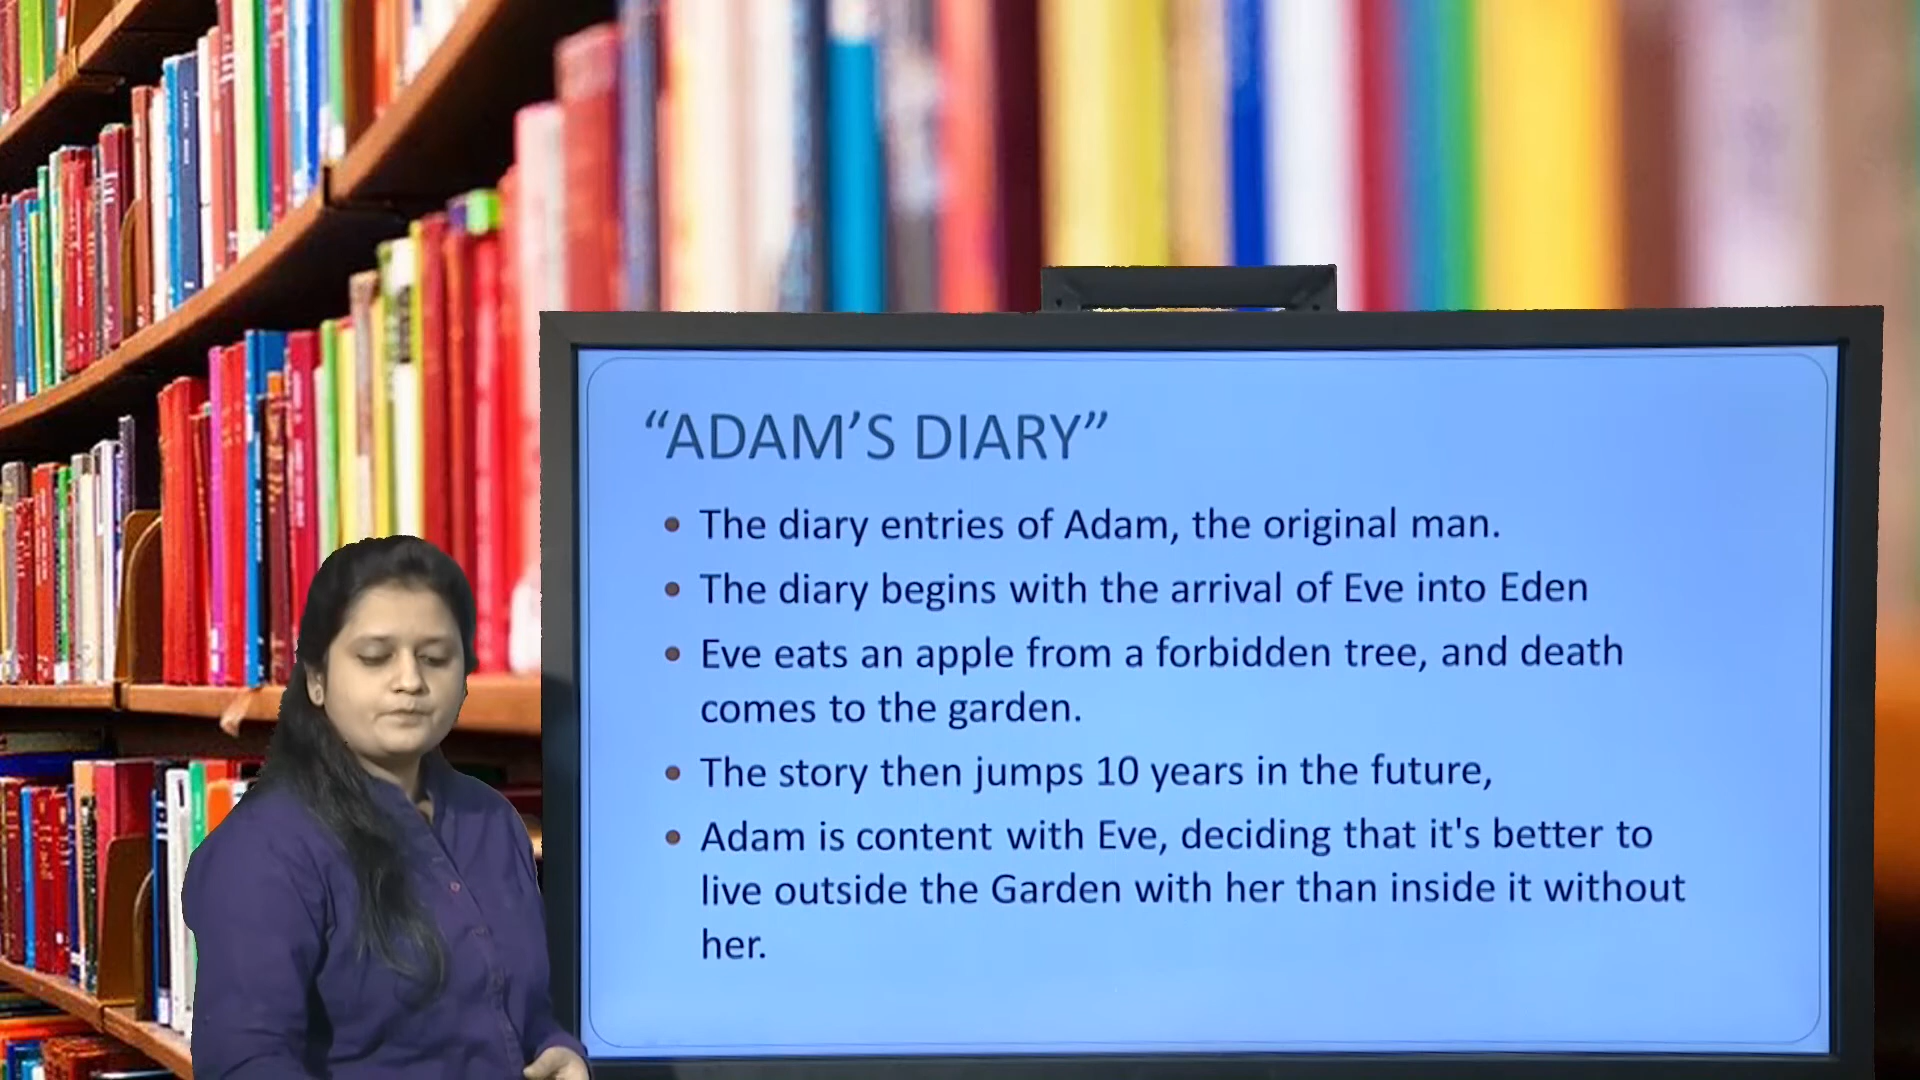 “ADAM’S DIARY”
• The diary entries of Adam, the original man.
• The diary begins with the arrival of Eve into Eden
• Eve eats an apple from a forbidden tree, and death
comes to the garden.
• The story then jumps 10 years in the future,
• Adam is content with Eve, deciding that it's better to
live outside the Garden with her than inside it without
her.